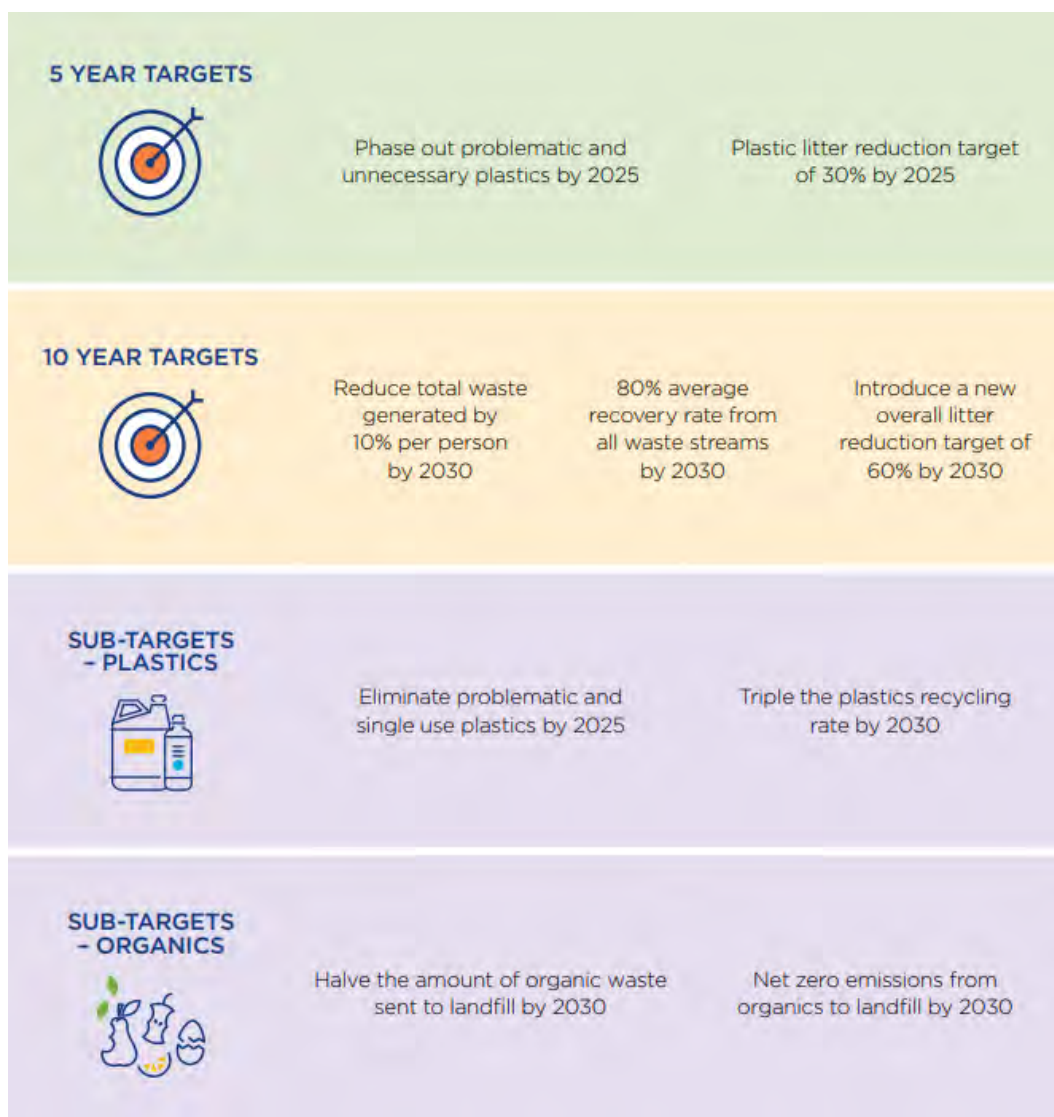 5 YEAR TARGETS
Phase out problematic and
unnecessary plastics by 2025
Plastic litter reduction target
of 30% by 2025
10 YEAR TARGETS
Reduce total waste
generated by
10% per person
by 2030
80% average
recovery rate from
all waste streams
by 2030
Introduce a new
overall litter
reduction target of
60% by 2030
SUB-TARGETS
– PLASTICS
Eliminate problematic and
single use plastics by 2025
Triple the plastics recycling
rate by 2030
SUB-TARGETS
– ORGANICS
Halve the amount of organic waste
sent to landfill by 2030
Net zero emissions from
organics to landfill by 2030